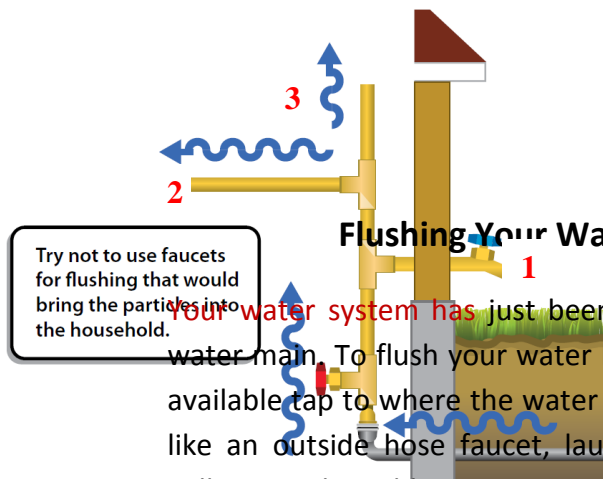 3
2
Flushing Your Wa
1
Try not to use faucets
for flushing that would
bring the particles into
the household.
Your water system has just been
water main. To flush your water
available tap to where the water
like an outside hose faucet, lau